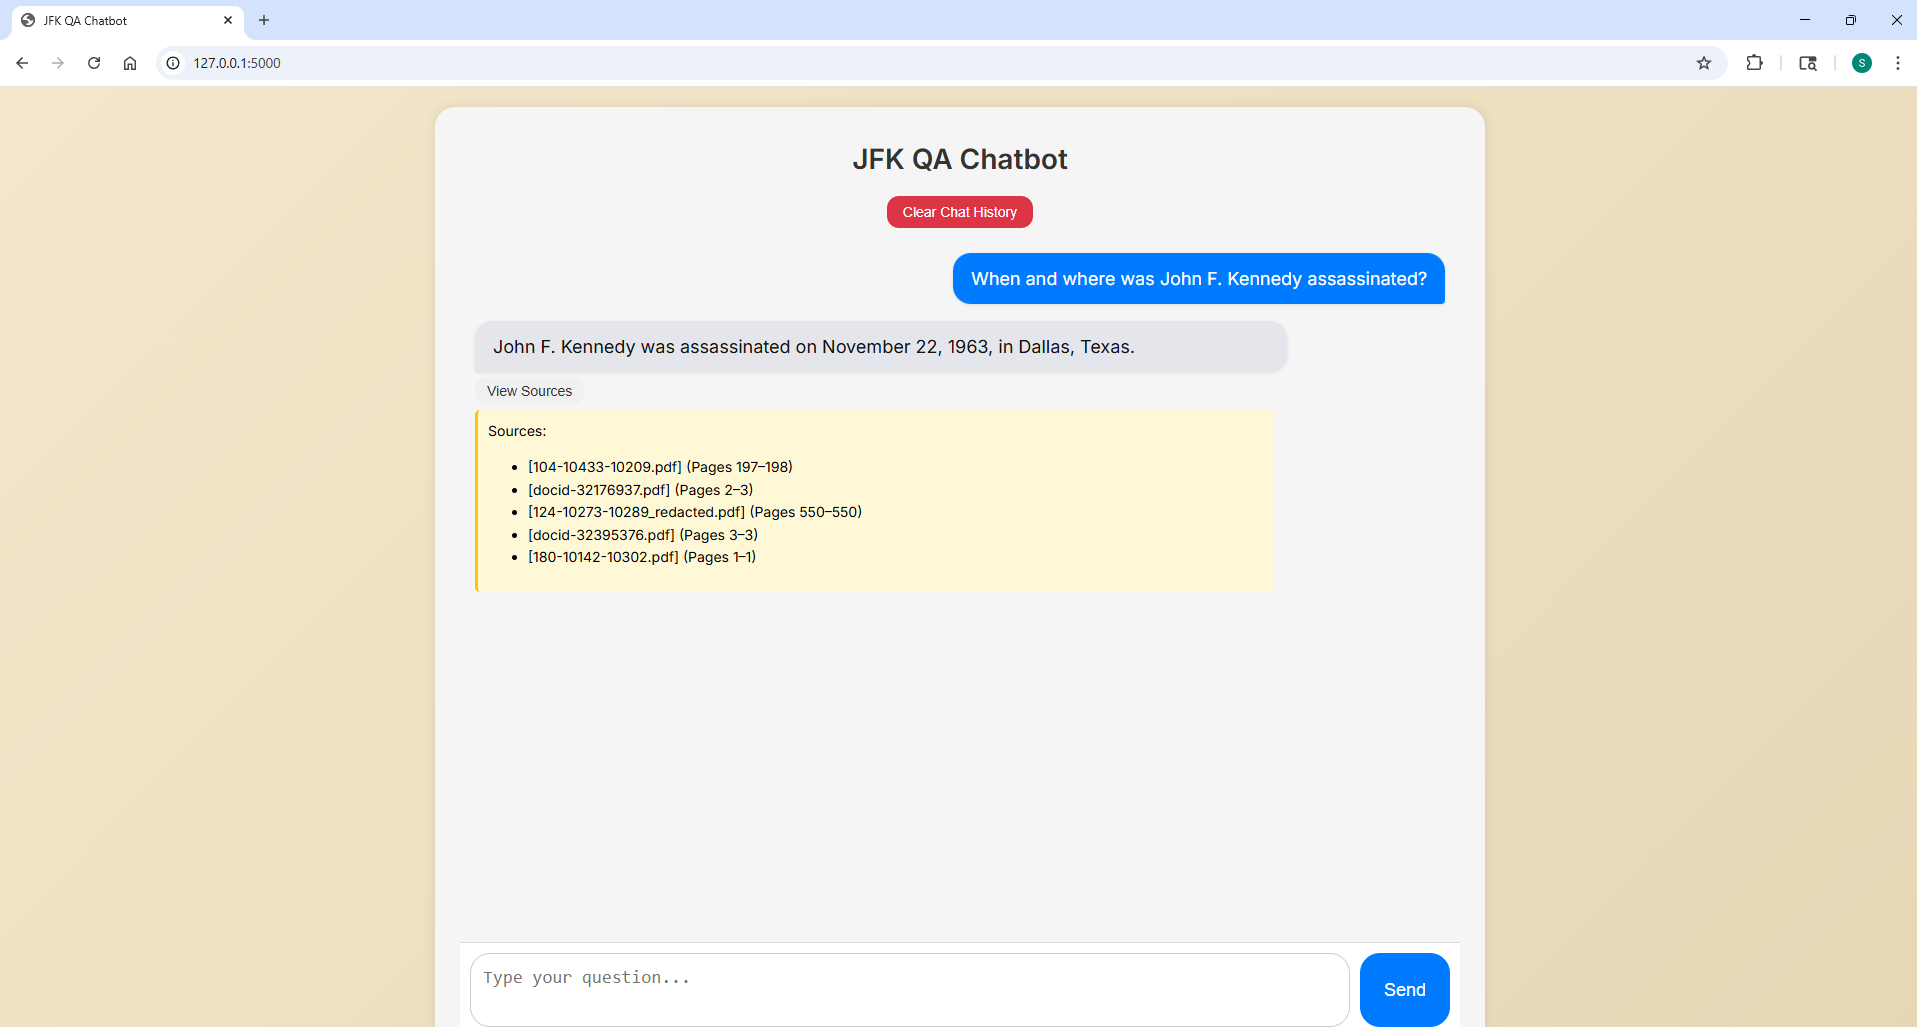 JFK QA Chatbot
127.0.0.1:5000
S
JFK QA Chatbot
Clear Chat History
When and where was John F. Kennedy assassinated?
John F. Kennedy was assassinated on November 22, 1963, in Dallas, Texas.
View Sources
Sources:
[104-10433-10209.pdf] (Pages 197–198)
[docid-32176937.pdf] (Pages 2–3)
[124-10273-10289_redacted.pdf] (Pages 550–550)
[docid-32395376.pdf] (Pages 3–3)
[180-10142-10302.pdf] (Pages 1–1)
Type your question...
Send